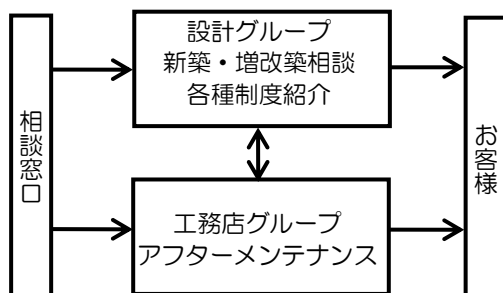 相談窓口
設計グループ
新築・増改築相談
各種制度紹介
工務店グループ
アフターメンテナンス
お客様